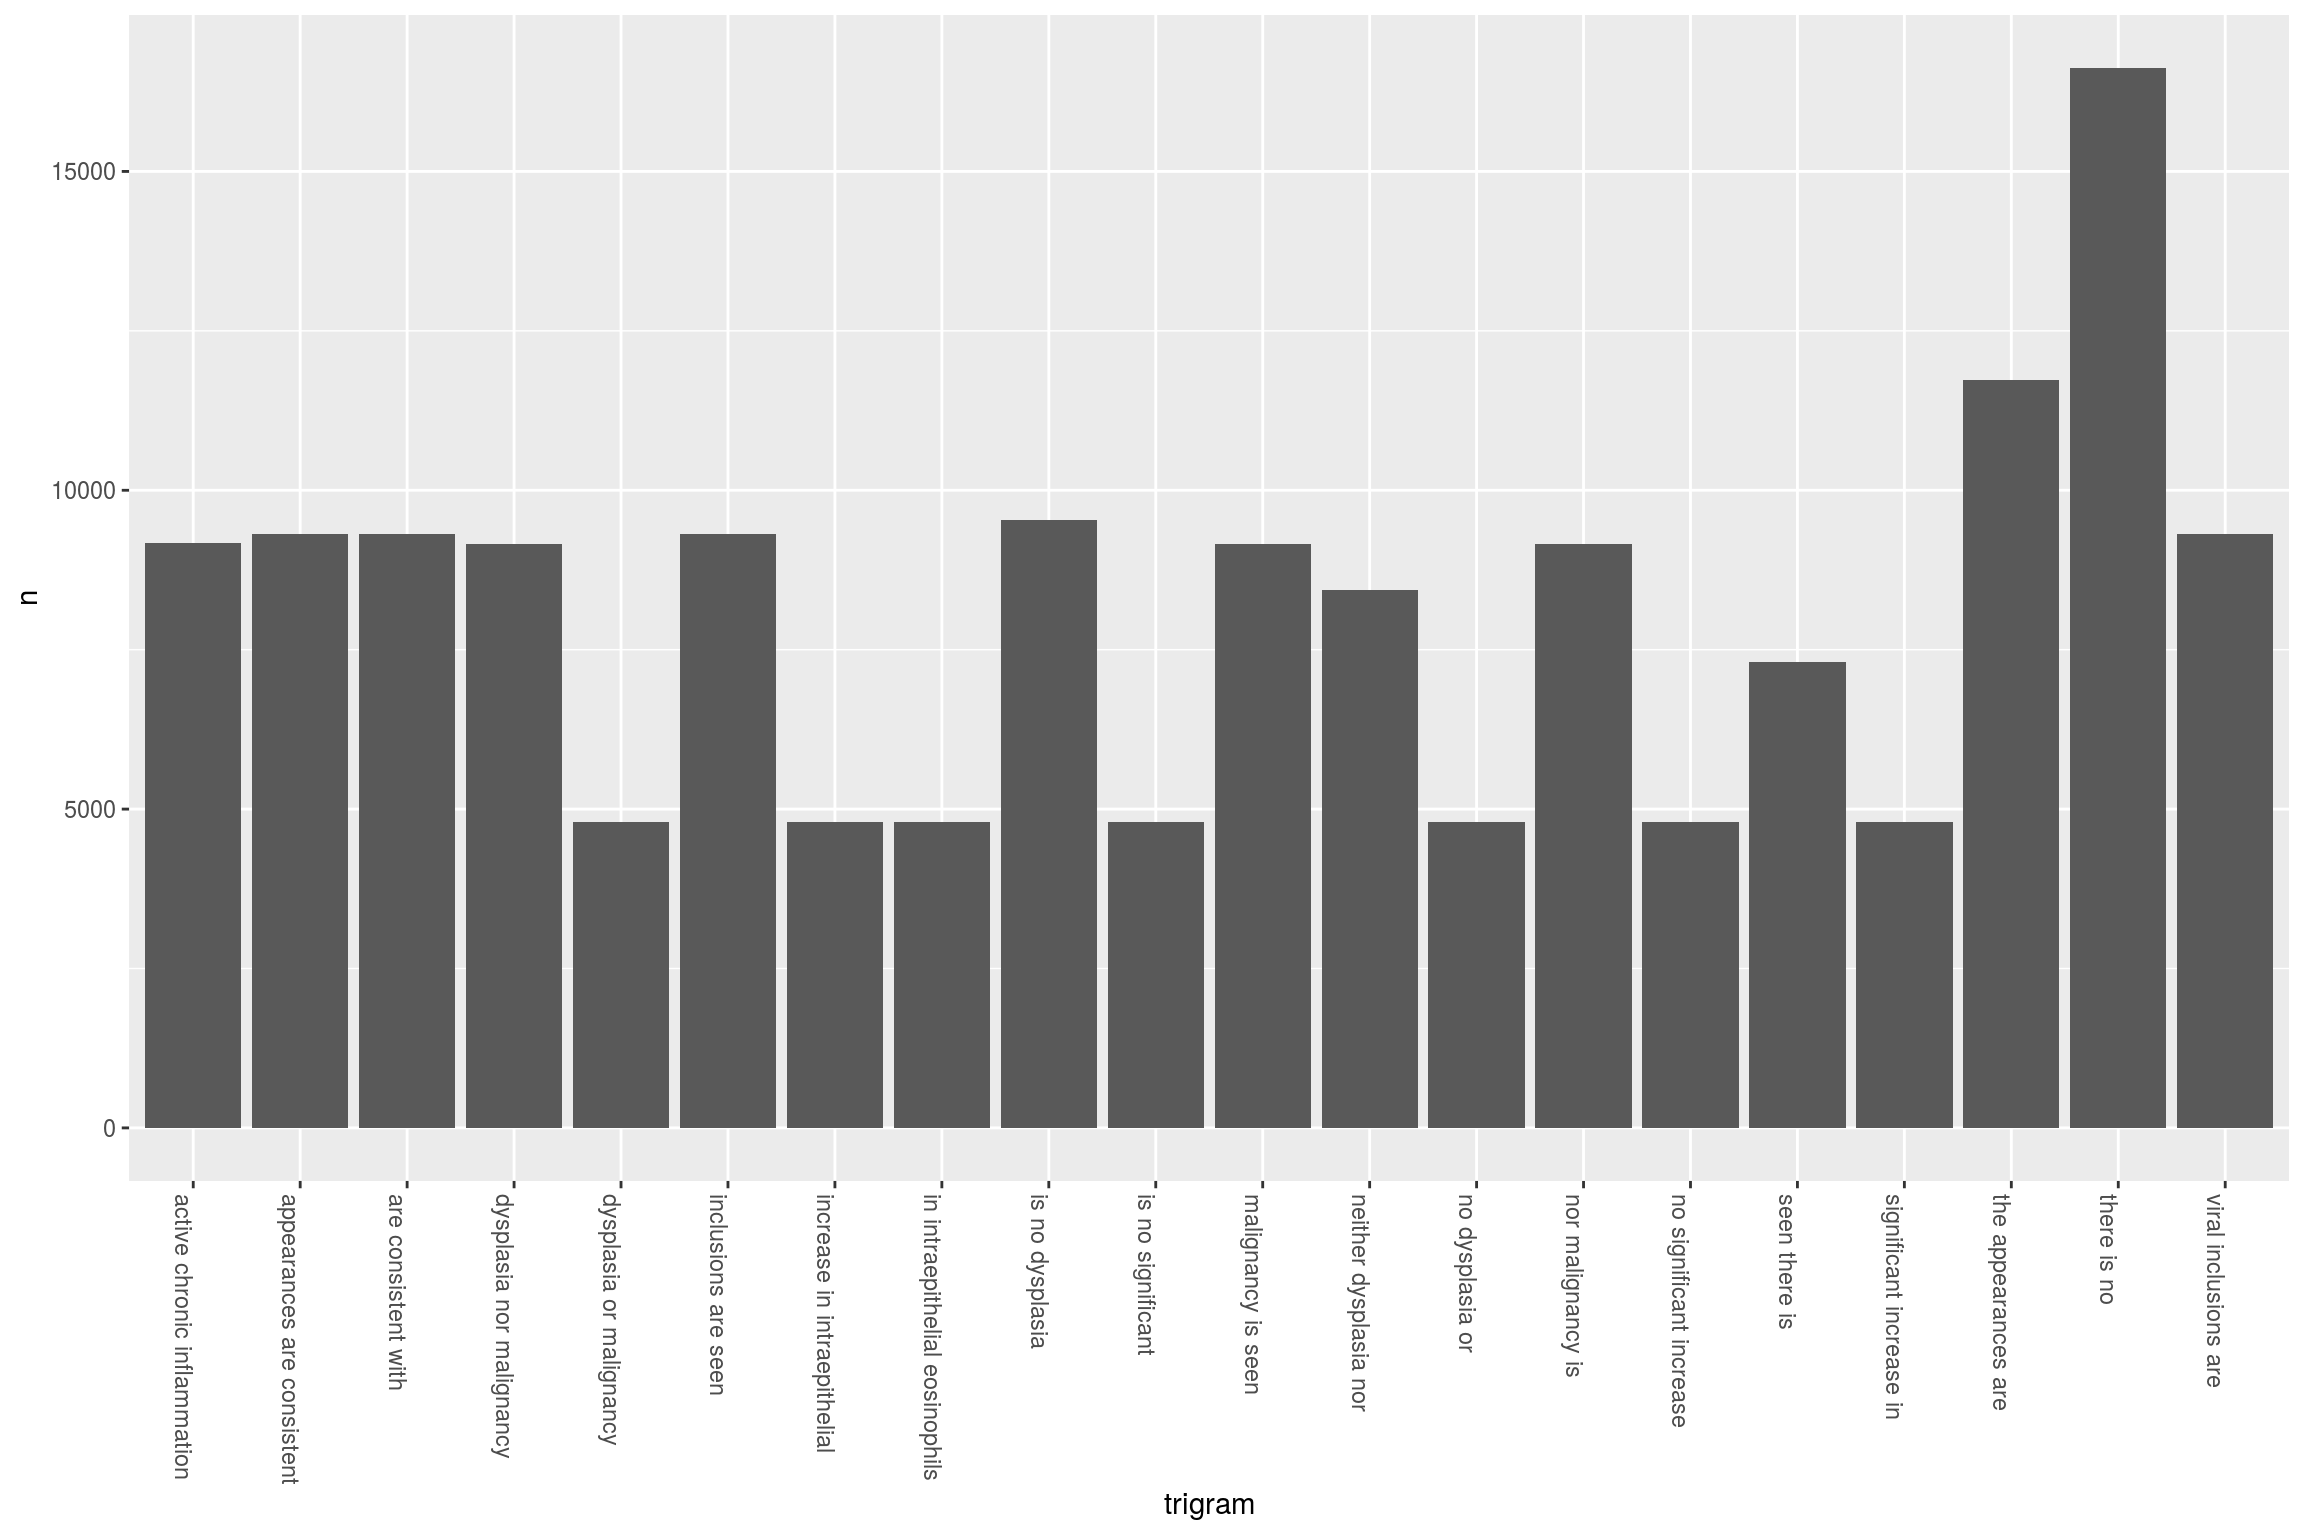 n
15000
10000
5000
0
active chronic inflammation
appearances are consistent
are consistent with
dysplasia nor malignancy
dysplasia or malignancy
inclusions are seen
increase in intraepithelial
in intraepithelial eosinophils
is no dysplasia
is no significant
malignancy is seen
neither dysplasia nor
no dysplasia or
nor malignancy is
no significant increase
seen there is
significant increase in
the appearances are
there is no
viral inclusions are
trigram